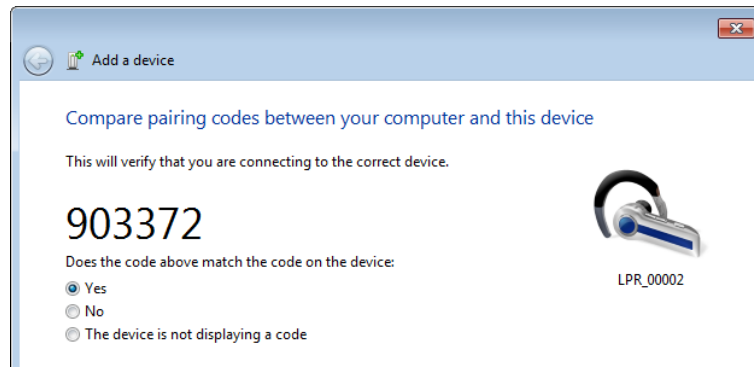 Add a device
Compare pairing codes between your computer and this device
This will verify that you are connecting to the correct device.
903372
Does the code above match the code on the device:
Yes
No
The device is not displaying a code
LPR_00002